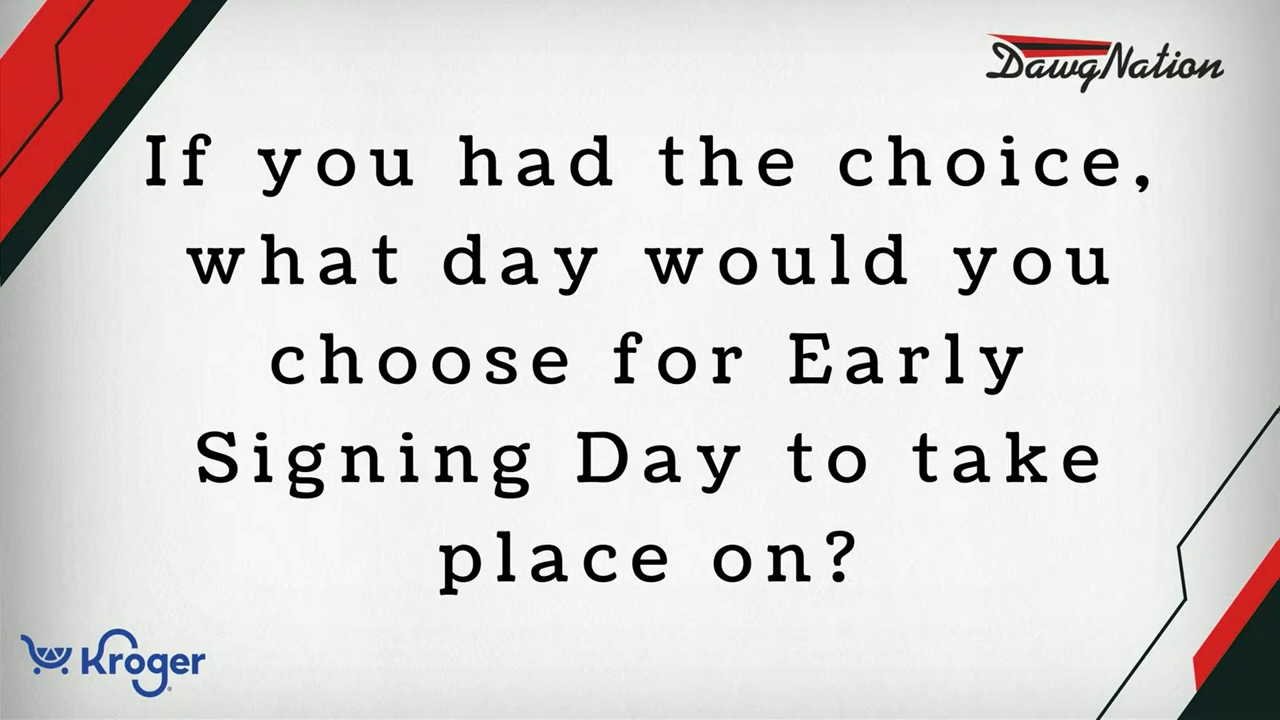 DawgNation
If you had the choice,
what day would you
choose for Early
Signing Day to take
place on?
Kroger